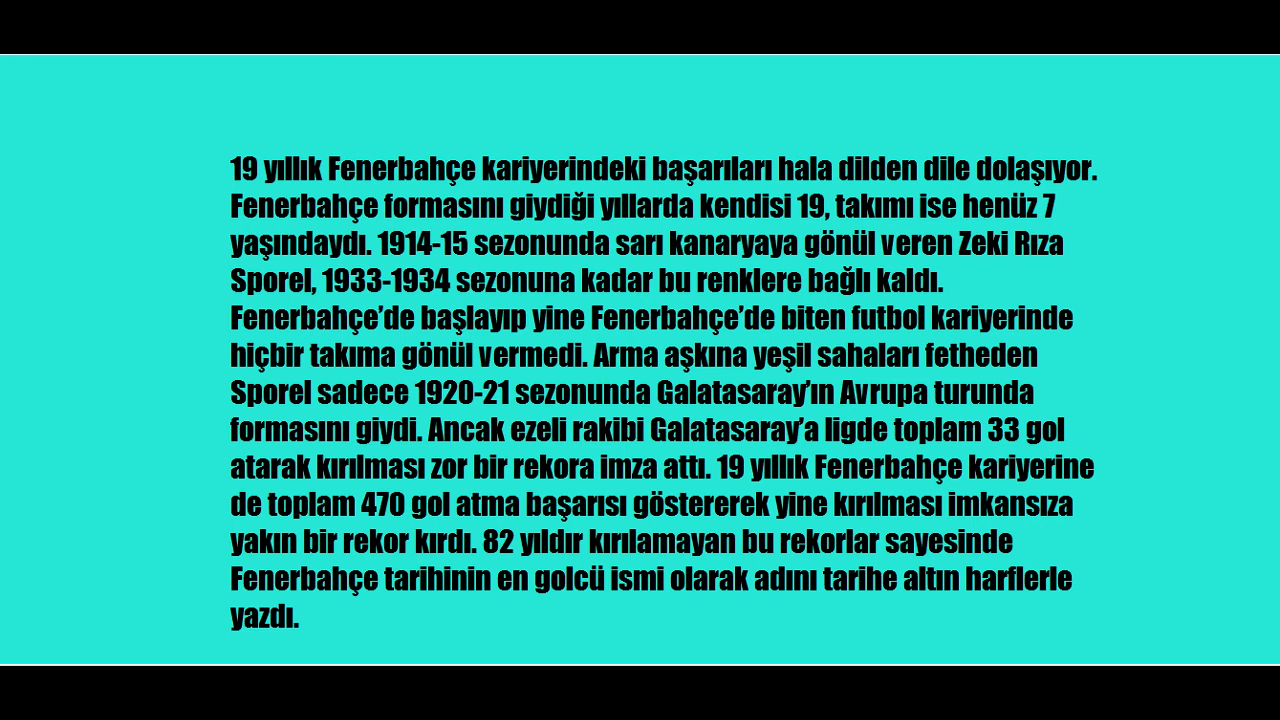 19 yıllık Fenerbahçe kariyerindeki başarıları hala dilden dile dolaşıyor.
Fenerbahçe formasını giydiği yıllarda kendisi 19, takımı ise henüz 7
yaşındaydı. 1914-15 sezonunda sarı kanaryaya gönül veren Zeki Rıza
Sporel, 1933-1934 sezonuna kadar bu renklere bağlı kaldı.
Fenerbahçe’de başlayıp yine Fenerbahçe’de biten futbol kariyerinde
hiçbir takıma gönül vermedi. Arma aşkına yeşil sahaları fetheden
Sporel sadece 1920-21 sezonunda Galatasaray’ın Avrupa turunda
formasını giydi. Ancak ezeli rakibi Galatasaray’a ligde toplam 33 gol
atarak kırılması zor bir rekora imza attı. 19 yıllık Fenerbahçe kariyerine
de toplam 470 gol atma başarısı göstererek yine kırılması imkansıza
yakın bir rekor kırdı. 82 yıldır kırılamayan bu rekorlar sayesinde
Fenerbahçe tarihinin en golcü ismi olarak adını tarihe altın harflerle
yazdı.